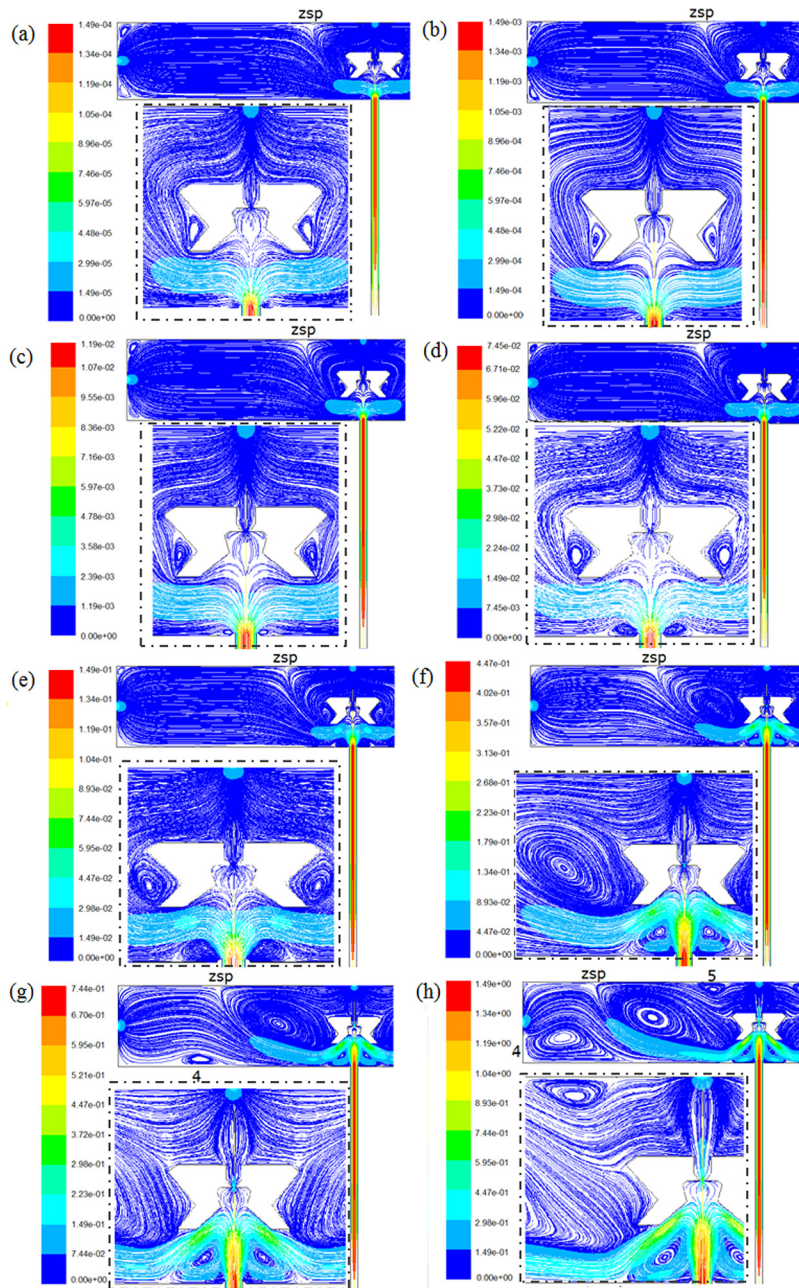 (a)
zsp
1.49e-04
1.34e-04
1.19e-04
1.05e-04
8.96e-05
7.46e-05
5.97e-05
4.48e-05
2.99e-05
1.49e-05
0.00e+00
(b)
zsp
1.49e-03
1.34e-03
1.19e-03
1.05e-03
8.96e-04
7.46e-04
5.97e-04
4.48e-04
2.99e-04
1.49e-04
0.00e+00
(c)
zsp
1.19e-02
1.07e-02
9.55e-03
8.36e-03
7.16e-03
5.97e-03
4.78e-03
3.58e-03
2.39e-03
1.19e-03
0.00e+00
(d)
zsp
7.45e-02
6.71e-02
5.96e-02
5.22e-02
4.47e-02
3.73e-02
2.98e-02
2.24e-02
1.49e-02
7.45e-03
0.00e+00
(e)
zsp
1.49e-01
1.34e-01
1.19e-01
1.04e-01
8.93e-02
7.44e-02
5.95e-02
4.47e-02
2.98e-02
1.49e-02
0.00e+00
(f)
zsp
4.47e-01
4.02e-01
3.57e-01
3.13e-01
2.68e-01
2.23e-01
1.79e-01
1.34e-01
8.93e-02
4.47e-02
0.00e+00
(g)
zsp
7.44e-01
6.70e-01
5.95e-01
5.21e-01
4.47e-01
3.72e-01
2.98e-01
2.23e-01
1.49e-01
7.44e-02
0.00e+00
4
(h)
zsp
5
4
1.49e+00
1.34e+00
1.19e+00
1.04e+00
8.93e-01
7.44e-01
5.95e-01
4.47e-01
2.98e-01
1.49e-01
0.00e+00